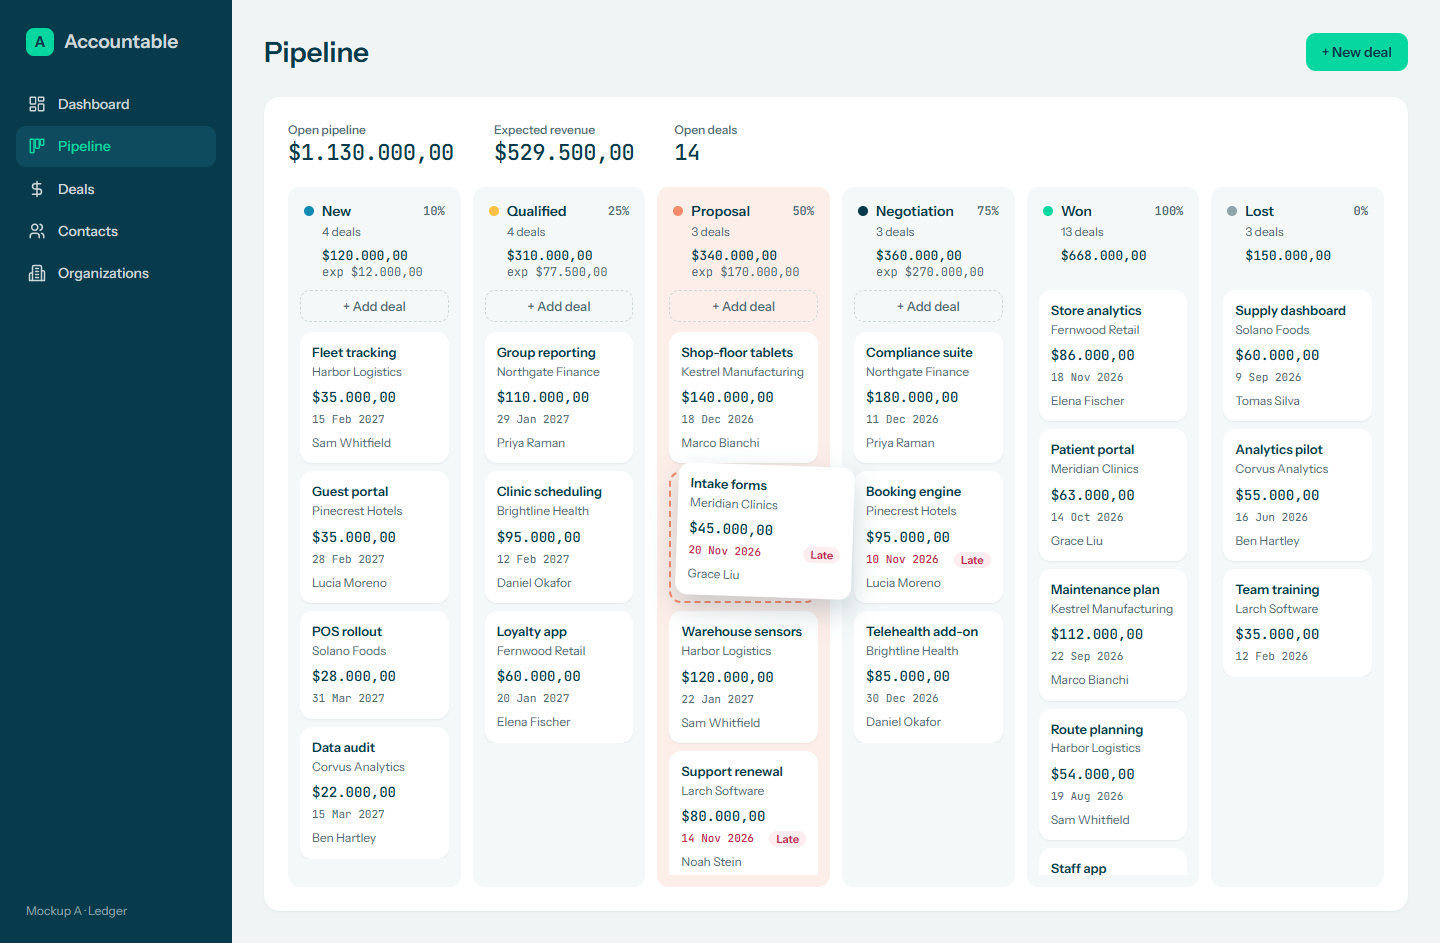 A Accountable
Dashboard
Pipeline
Deals
Contacts
Organizations
Mockup A · Ledger
Pipeline
+ New deal
Open pipeline
$1.130.000,00
Expected revenue
$529.500,00
Open deals
14
New 10%
4 deals
$120.000,00
exp $12.000,00
+ Add deal
Fleet tracking
Harbor Logistics
$35.000,00
15 Feb 2027
Sam Whitfield
Guest portal
Pinecrest Hotels
$35.000,00
28 Feb 2027
Lucia Moreno
POS rollout
Solano Foods
$28.000,00
31 Mar 2027
Data audit
Corvus Analytics
$22.000,00
15 Mar 2027
Ben Hartley
Qualified 25%
4 deals
$310.000,00
exp $77.500,00
+ Add deal
Group reporting
Northgate Finance
$110.000,00
29 Jan 2027
Priya Raman
Clinic scheduling
Brightline Health
$95.000,00
12 Feb 2027
Daniel Okafor
Loyalty app
Fernwood Retail
$60.000,00
20 Jan 2027
Elena Fischer
Proposal 50%
3 deals
$340.000,00
exp $170.000,00
+ Add deal
Shop-floor tablets
Kestrel Manufacturing
$140.000,00
18 Dec 2026
Marco Bianchi
Intake forms
Meridian Clinics
$45.000,00
20 Nov 2026 Late
Grace Liu
Warehouse sensors
Harbor Logistics
$120.000,00
22 Jan 2027
Sam Whitfield
Support renewal
Larch Software
$80.000,00
14 Nov 2026 Late
Noah Stein
Negotiation 75%
3 deals
$360.000,00
exp $270.000,00
+ Add deal
Compliance suite
Northgate Finance
$180.000,00
11 Dec 2026
Priya Raman
Booking engine
Pinecrest Hotels
$95.000,00
10 Nov 2026 Late
Lucia Moreno
Telehealth add-on
Brightline Health
$85.000,00
30 Dec 2026
Daniel Okafor
Won 100%
13 deals
$668.000,00
Store analytics
Fernwood Retail
$86.000,00
18 Nov 2026
Elena Fischer
Patient portal
Meridian Clinics
$63.000,00
14 Oct 2026
Grace Liu
Maintenance plan
Kestrel Manufacturing
$112.000,00
22 Sep 2026
Marco Bianchi
Route planning
Harbor Logistics
$54.000,00
19 Aug 2026
Sam Whitfield
Staff app
Lost 0%
3 deals
$150.000,00
Supply dashboard
Solano Foods
$60.000,00
9 Sep 2026
Tomas Silva
Analytics pilot
Corvus Analytics
$55.000,00
16 Jun 2026
Ben Hartley
Team training
Larch Software
$35.000,00
12 Feb 2026